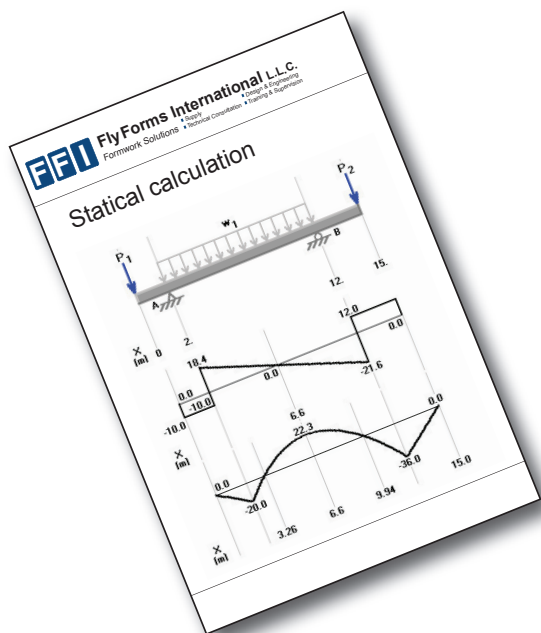 FFI
FlyForms International L.L.C.
Formwork Solutions ▪ Supply ▪ Design & Engineering
▪ Technical Consultation ▪ Training & Supervision
Statical calculation
P1 w1 P2
A B
X [m] 0 2. 12. 15.
0.0 18.4 0.0 12.0 0.0
-10.0 -10.0 -21.6
X [m] 6.6
0.0 22.3 0.0
-20.0 -36.0
X [m] 3.26 6.6 9.94 15.0